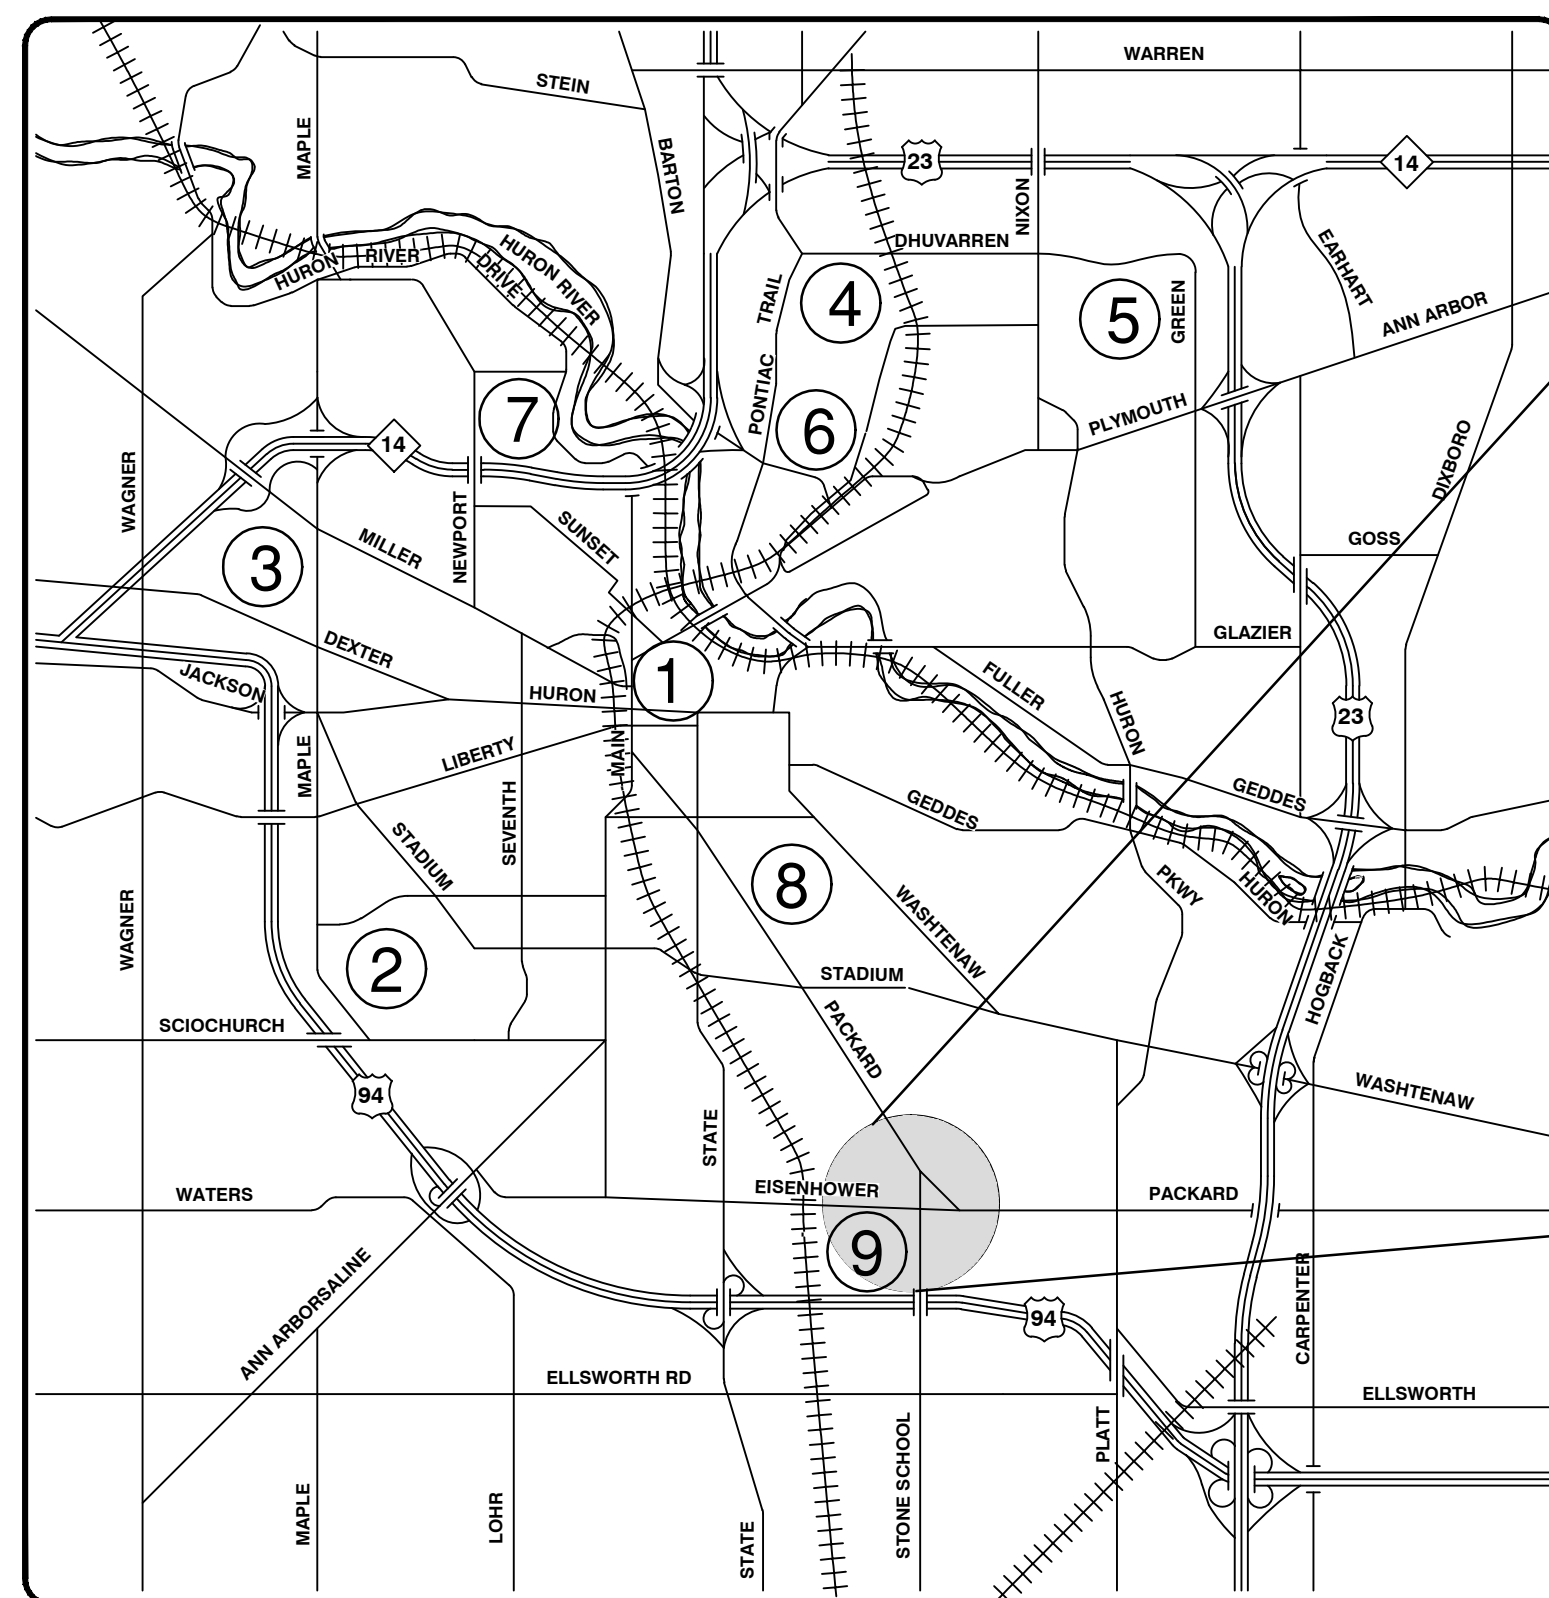 WARREN
STEIN
MAPLE
BARTON
23
14
NIXON
DHUVARREN
HURON
RIVER
DRIVE
HURON RIVER
EARHART
TRAIL
4
5
GREEN
ANN ARBOR
PONTIAC
7
6
PLYMOUTH
14
DIXBORO
WAGNER
NEWPORT
SUNSET
MILLER
GOSS
3
DEXTER
GLAZIER
JACKSON
HURON
1
FULLER
HURON
23
MAPLE
LIBERTY
MAIN
SEVENTH
STADIUM
GEDDES
GEDDES
8
WASHTENAW
PKWY
HURON
WAGNER
2
STADIUM
PACKARD
HOGBACK
SCIOCHURCH
94
WASHTENAW
STATE
WATERS
EISENHOWER
PACKARD
9
ANN ARBORSALINE
94
CARPENTER
ELLSWORTH RD
ELLSWORTH
MAPLE
LOHR
STATE
STONE SCHOOL
PLATT